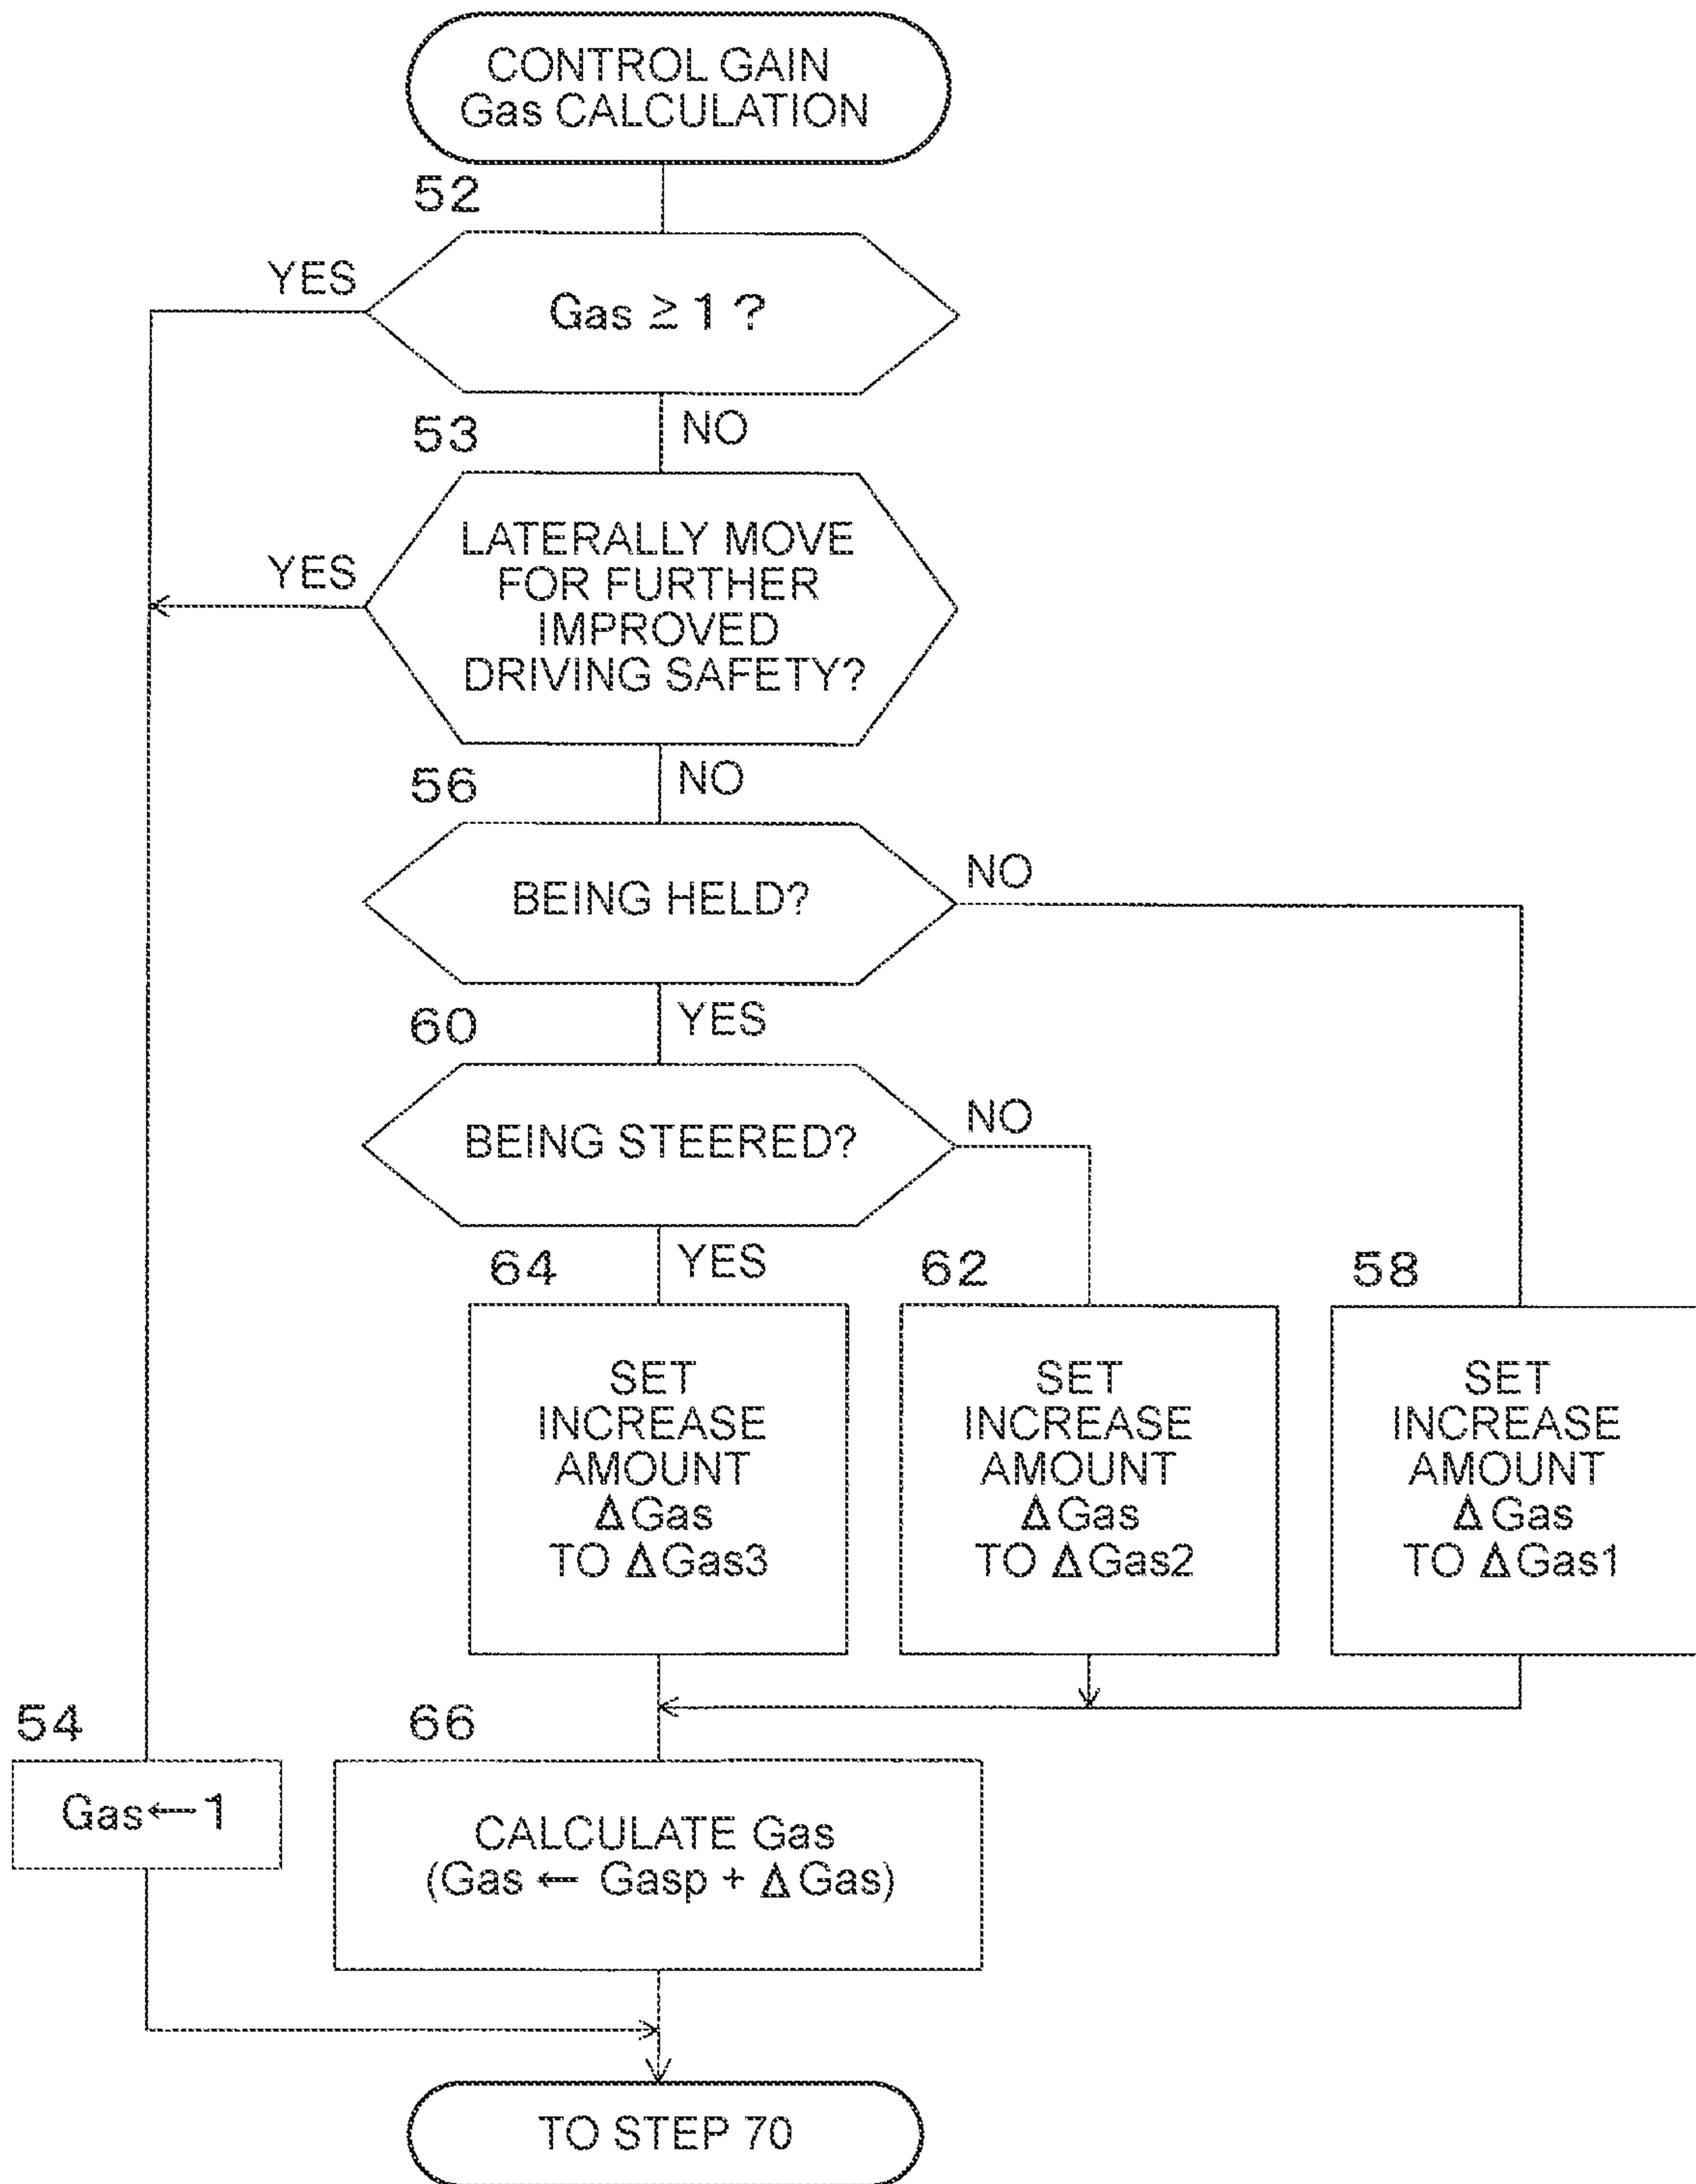 CONTROL GAIN
Gas CALCULATION
52
YES
Gas ≧ 1 ?
NO
53
YES
LATERALLY MOVE
FOR FURTHER
IMPROVED
DRIVING SAFETY?
NO
56
BEING HELD?
NO
YES
60
BEING STEERED?
NO
YES
64
SET
INCREASE
AMOUNT
ΔGas
TO ΔGas3
62
SET
INCREASE
AMOUNT
ΔGas
TO ΔGas2
58
SET
INCREASE
AMOUNT
ΔGas
TO ΔGas1
54
Gas←1
66
CALCULATE Gas
(Gas ← Gasp + ΔGas)
TO STEP 70